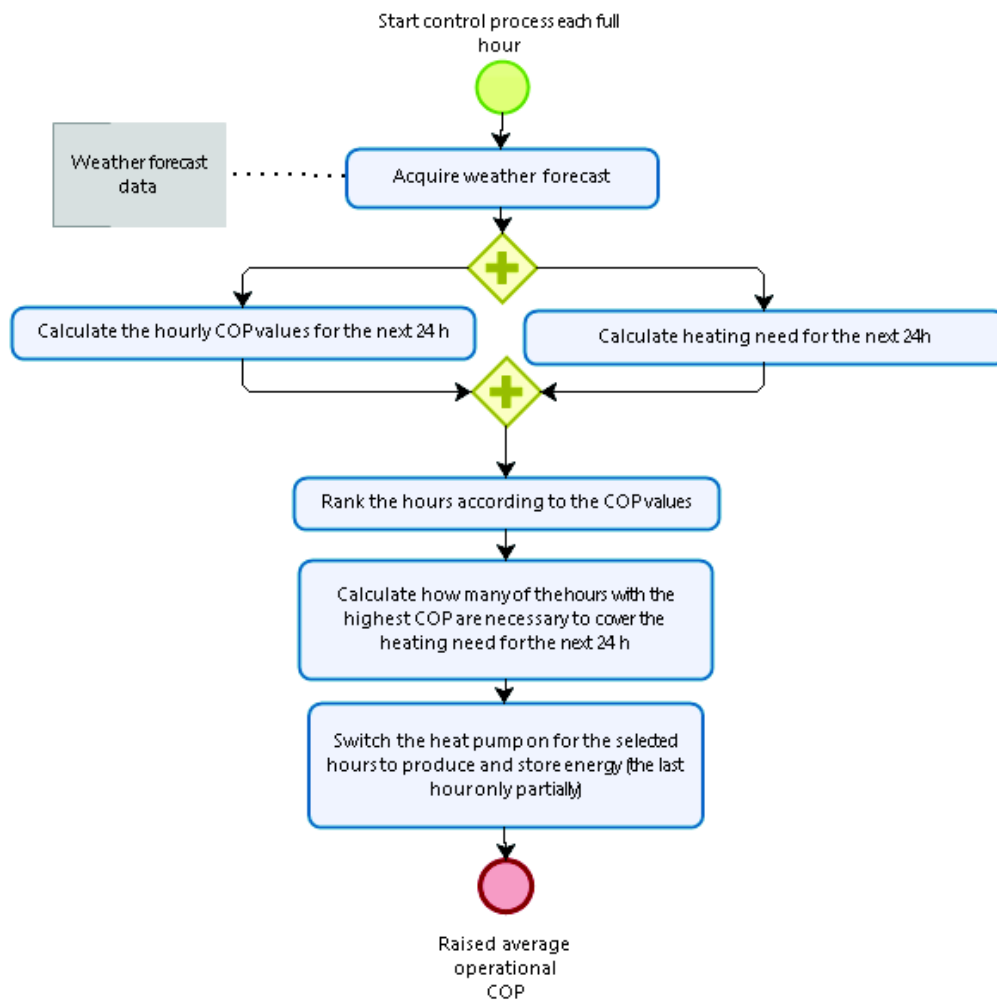 Start control process each full
hour
Weather forecast
data
Acquire weather forecast
Calculate the hourly COP values for the next 24 h
Calculate heating need for the next 24h
Rank the hours according to the COP values
Calculate how many of the hours with the
highest COP are necessary to cover the
heating need for the next 24 h
Switch the heat pump on for the selected
hours to produce and store energy (the last
hour only partially)
Raised average
operational
COP